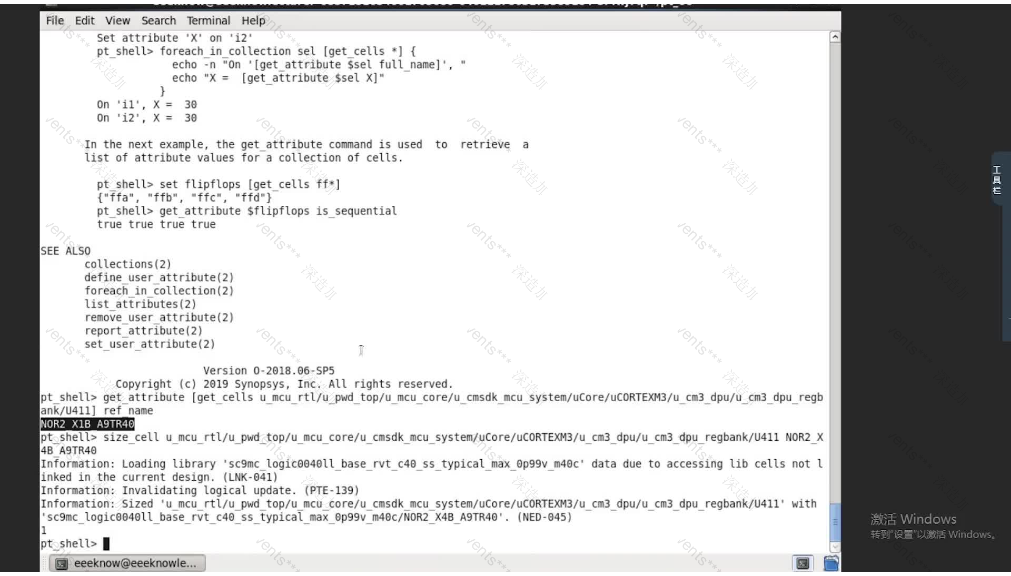 File Edit View Search Terminal Help
Set attribute 'X' on 'i2'
pt_shell> foreach_in_collection sel [get_cells *] {
echo -n "On '[get_attribute $sel full_name]', "
echo "X = [get_attribute $sel X]"
}
On 'i1', X = 30
On 'i2', X = 30
In the next example, the get_attribute command is used to retrieve a
list of attribute values for a collection of cells.
pt_shell> set flipflops [get_cells ff*]
{"ffa", "ffb", "ffc", "ffd"}
pt_shell> get_attribute $flipflops is_sequential
true true true true
SEE ALSO
collections(2)
define_user_attribute(2)
foreach_in_collection(2)
list_attributes(2)
remove_user_attribute(2)
report_attribute(2)
set_user_attribute(2)
Version O-2018.06-SP5
Copyright (c) 2019 Synopsys, Inc. All rights reserved.
pt_shell> get_attribute [get_cells u_mcu_rtl/u_pwd_top/u_mcu_core/u_cmsdk_mcu_system/uCore/uCORTEXM3/u_cm3_dpu/u_cm3_dpu_regb
ank/U411] ref_name
NOR2_X1B_A9TR40
pt_shell> size_cell u_mcu_rtl/u_pwd_top/u_mcu_core/u_cmsdk_mcu_system/uCore/uCORTEXM3/u_cm3_dpu/u_cm3_dpu_regbank/U411 NOR2_X
4B_A9TR40
Information: Loading library 'sc9mc_logic0040ll_base_rvt_c40_ss_typical_max_0p99v_m40c' data due to accessing lib cells not l
inked in the current design. (LNK-041)
Information: Invalidating logical update. (PTE-139)
Information: Sized 'u_mcu_rtl/u_pwd_top/u_mcu_core/u_cmsdk_mcu_system/uCore/uCORTEXM3/u_cm3_dpu/u_cm3_dpu_regbank/U411' with
'sc9mc_logic0040ll_base_rvt_c40_ss_typical_max_0p99v_m40c/NOR2_X4B_A9TR40'. (NED-045)
1
pt_shell>
eeeknow@eeeknowle...
工具栏
激活 Windows
转到"设置"以激活 Windows。